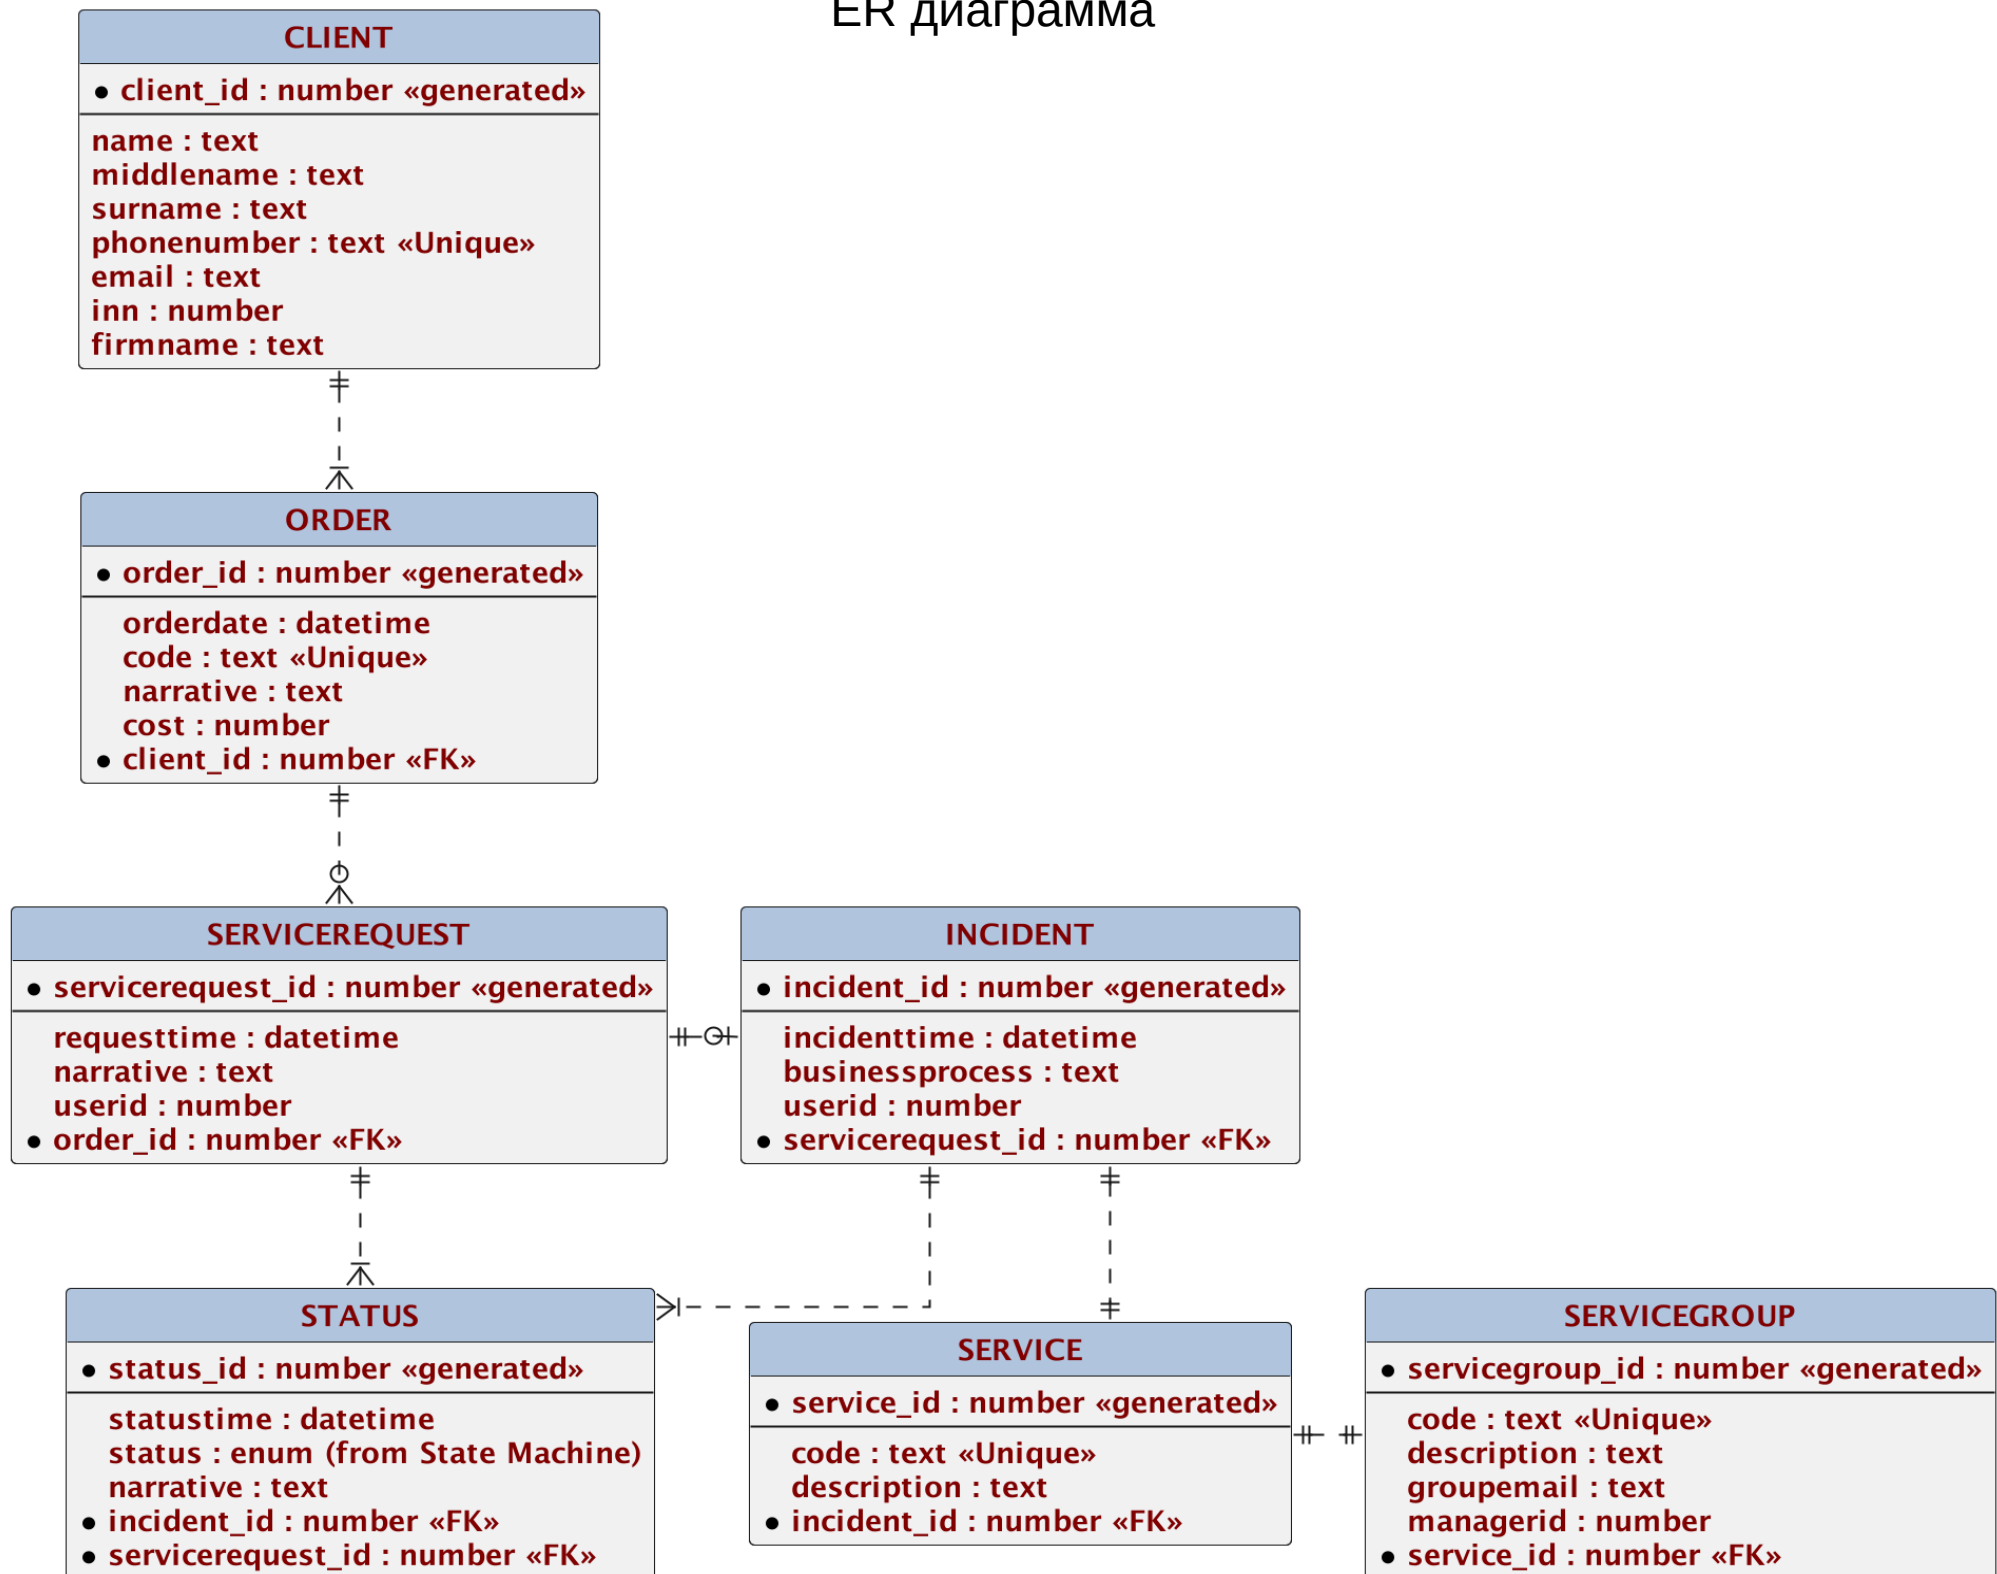 ER диаграмма
CLIENT
client_id : number «generated»
name : text
middlename : text
surname : text
phonenumber : text «Unique»
email : text
inn : number
firmname : text
ORDER
order_id : number «generated»
orderdate : datetime
code : text «Unique»
narrative : text
cost : number
client_id : number «FK»
SERVICEREQUEST
servicerequest_id : number «generated»
requesttime : datetime
narrative : text
userid : number
order_id : number «FK»
INCIDENT
incident_id : number «generated»
incidenttime : datetime
businessprocess : text
userid : number
servicerequest_id : number «FK»
STATUS
status_id : number «generated»
statustime : datetime
status : enum (from State Machine)
narrative : text
incident_id : number «FK»
servicerequest_id : number «FK»
SERVICE
service_id : number «generated»
code : text «Unique»
description : text
incident_id : number «FK»
SERVICEGROUP
servicegroup_id : number «generated»
code : text «Unique»
description : text
groupemail : text
managerid : number
service_id : number «FK»